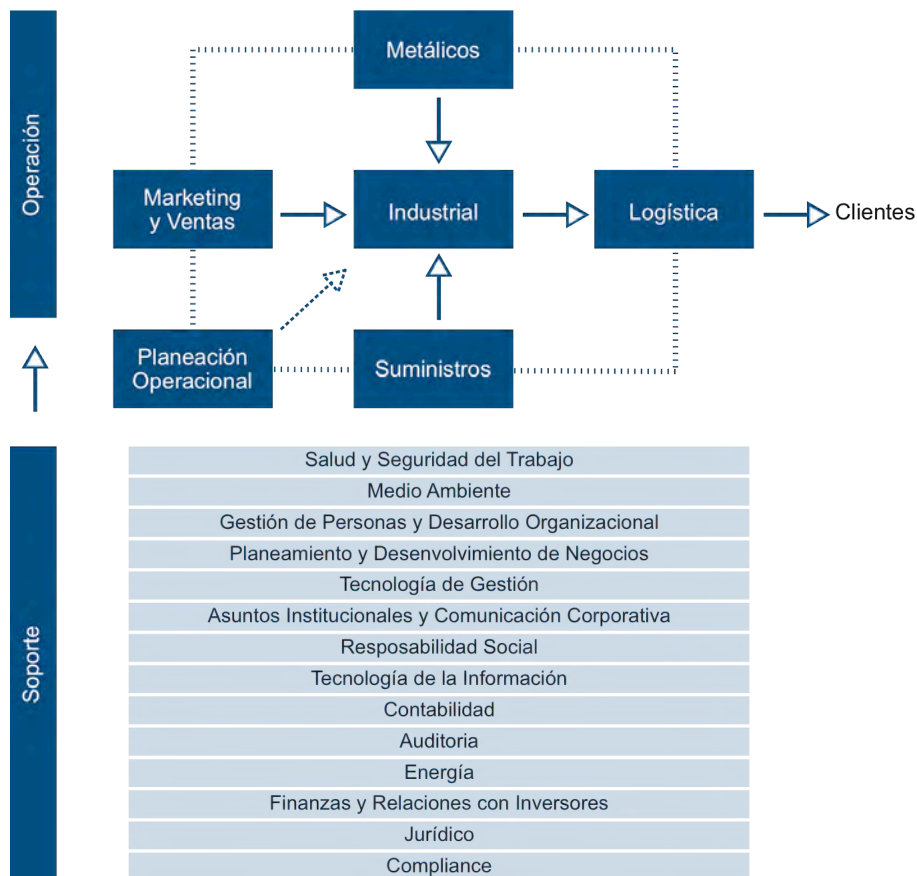 Operación
Metálicos
Marketing
y Ventas
Industrial
Logística
Clientes
Planeación
Operacional
Suministros
Soporte
Salud y Seguridad del Trabajo
Medio Ambiente
Gestión de Personas y Desarrollo Organizacional
Planeamiento y Desenvolvimiento de Negocios
Tecnología de Gestión
Asuntos Institucionales y Comunicación Corporativa
Resposabilidad Social
Tecnología de la Información
Contabilidad
Auditoria
Energía
Finanzas y Relaciones con Inversores
Jurídico
Compliance